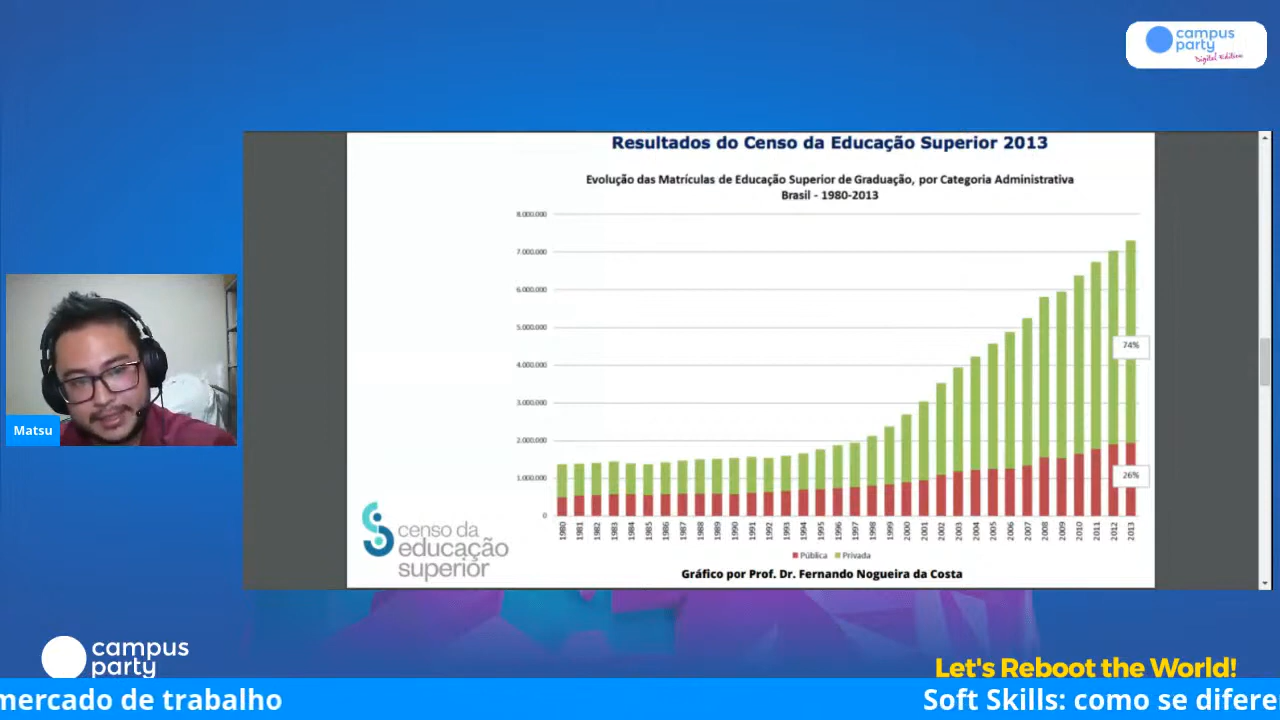 campus
party
Digital Edition
Resultados do Censo da Educação Superior 2013
Evolução das Matrículas de Educação Superior de Graduação, por Categoria Administrativa
Brasil - 1980-2013
8.000.000
7.000.000
6.000.000
5.000.000
4.000.000
3.000.000
2.000.000
1.000.000
0
74%
26%
1980 1981 1982 1983 1984 1985 1986 1987 1988 1989 1990 1991 1992 1993 1994 1995 1996 1997 1998 1999 2000 2001 2002 2003 2004 2005 2006 2007 2008 2009 2010 2011 2012 2013
Pública Privada
Gráfico por Prof. Dr. Fernando Nogueira da Costa
censo da
educação
superior
Matsu
campus
party
Let's Reboot the World!
mercado de trabalho
Soft Skills: como se difere